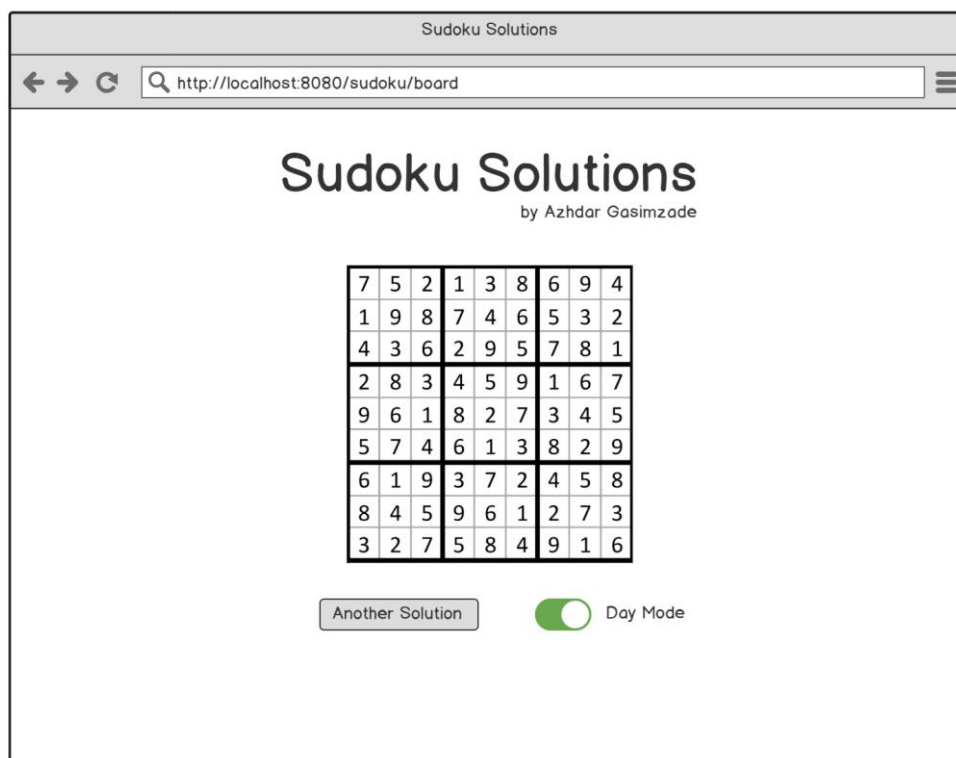 Sudoku Solutions
http://localhost:8080/sudoku/board
Sudoku Solutions
by Azhdar Gasimzade
7 5 2 1 3 8 6 9 4
1 9 8 7 4 6 5 3 2
4 3 6 2 9 5 7 8 1
2 8 3 4 5 9 1 6 7
9 6 1 8 2 7 3 4 5
5 7 4 6 1 3 8 2 9
6 1 9 3 7 2 4 5 8
8 4 5 9 6 1 2 7 3
3 2 7 5 8 4 9 1 6
Another Solution Day Mode